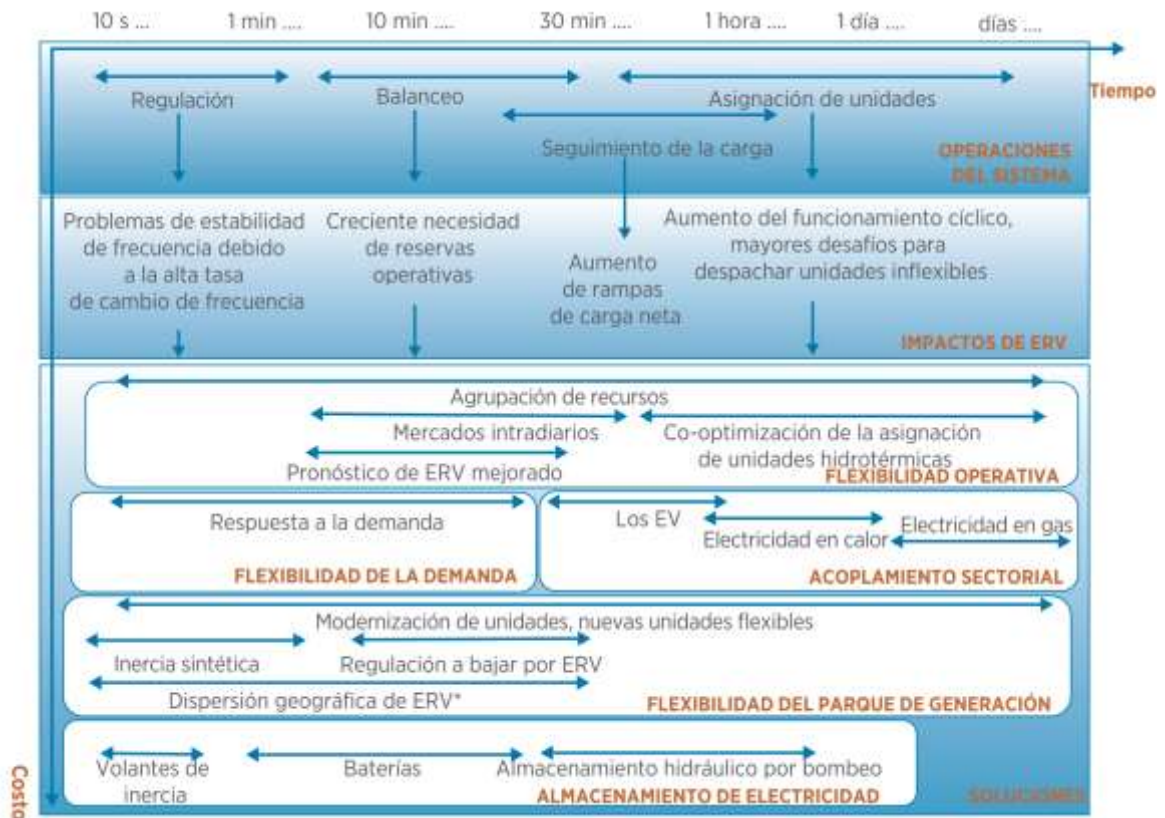 10 s ... 1 min .... 10 min .... 30 min .... 1 hora .... 1 día .... días ....
Tiempo
Regulación
Balanceo
Asignación de unidades
Seguimiento de la carga
OPERACIONES
DEL SISTEMA
Problemas de estabilidad
de frecuencia debido
a la alta tasa
de cambio de frecuencia
Creciente necesidad
de reservas
operativas
Aumento
de rampas
de carga neta
Aumento del funcionamiento cíclico,
mayores desafíos para
despachar unidades inflexibles
IMPACTOS DE ERV
Agrupación de recursos
Mercados intradiarios
Co-optimización de la asignación
de unidades hidrotérmicas
Pronóstico de ERV mejorado
FLEXIBILIDAD OPERATIVA
Respuesta a la demanda
FLEXIBILIDAD DE LA DEMANDA
Los EV
Electricidad en calor
Electricidad en gas
ACOPLAMIENTO SECTORIAL
Modernización de unidades, nuevas unidades flexibles
Inercia sintética
Regulación a bajar por ERV
Dispersión geográfica de ERV*
FLEXIBILIDAD DEL PARQUE DE GENERACIÓN
Volantes de
inercia
Baterías
Almacenamiento hidráulico por bombeo
ALMACENAMIENTO DE ELECTRICIDAD
SOLUCIONES
Costo